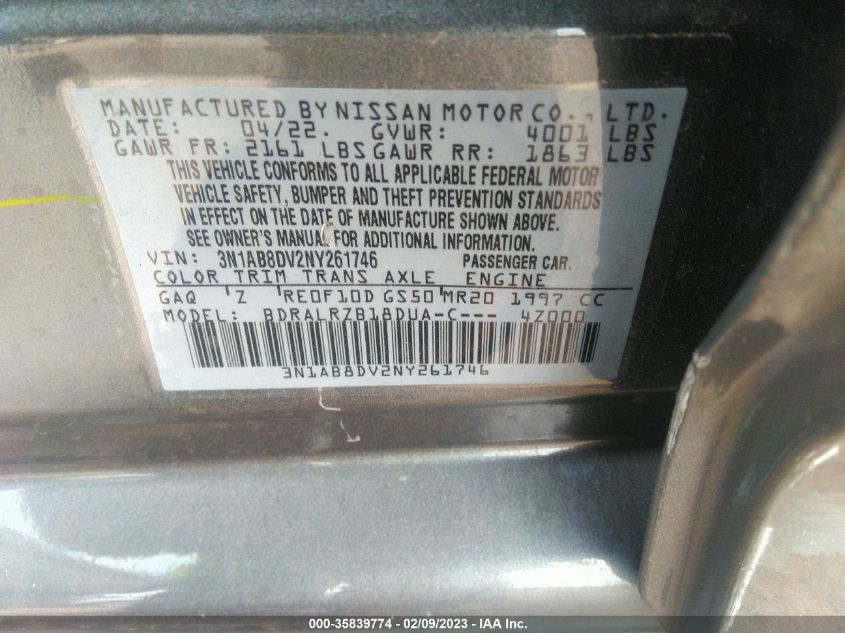 MANUFACTURED BY NISSAN MOTOR CO., LTD.
DATE: 04/22. GVWR: 4001 LBS
GAWR FR: 2161 LBS GAWR RR: 1863 LBS
THIS VEHICLE CONFORMS TO ALL APPLICABLE FEDERAL MOTOR
VEHICLE SAFETY, BUMPER AND THEFT PREVENTION STANDARDS
IN EFFECT ON THE DATE OF MANUFACTURE SHOWN ABOVE.
SEE OWNER'S MANUAL FOR ADDITIONAL INFORMATION.
VIN: 3N1AB8DV2NY261746 PASSENGER CAR.
COLOR TRIM TRANS AXLE ENGINE
GAQ Z RE0F10D GS50 MR20 1997 CC
MODEL: BDRALRZB18DUA-C--- 4Z000
3N1AB8DV2NY261746
000-35839774 - 02/09/2023 - IAA Inc.